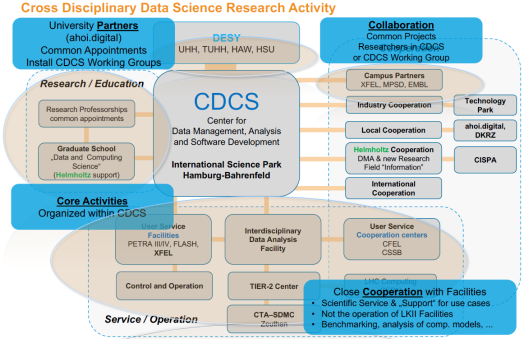 Cross Disciplinary Data Science Research Activity
University Partners
(ahoi.digital)
Common Appointments
Install CDCS Working Groups
DESY
UHH, TUHH, HAW, HSU
Collaboration
Common Projects
Researchers in CDCS
or CDCS Working Group
Research / Education
Research Professorships
common appointments
Graduate School
„Data and Computing
Science"
(Helmholtz support)
CDCS
Center for
Data Management, Analysis
and Software Development
International Science Park
Hamburg-Bahrenfeld
Campus Partners
XFEL, MPSD, EMBL
Industry Cooperation
Technology
Park
Local Cooperation
ahoi.digital,
DKRZ
Helmholtz Cooperation
DMA & new Research
Field "Information"
CISPA
International
Cooperation
Core Activities
Organized within CDCS
User Service
Facilities
PETRA III/IV, FLASH,
XFEL
Interdisciplinary
Data Analysis
Facility
User Service
Cooperation centers
CFEL
CSSB
Control and Operation
TIER-2 Center
LHC Computing
CTA-SDMC
Zeuthen
Service / Operation
Close Cooperation with Facilities
• Scientific Service & „Support" for use cases
• Not the operation of LKII Facilities
• Benchmarking, analysis of comp. models, ...